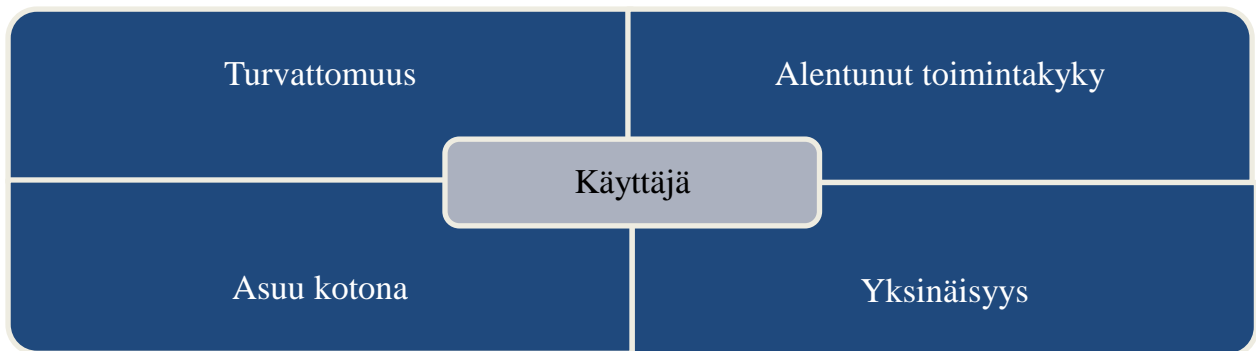 Turvattomuus
Alentunut toimintakyky
Käyttäjä
Asuu kotona
Yksinäisyys